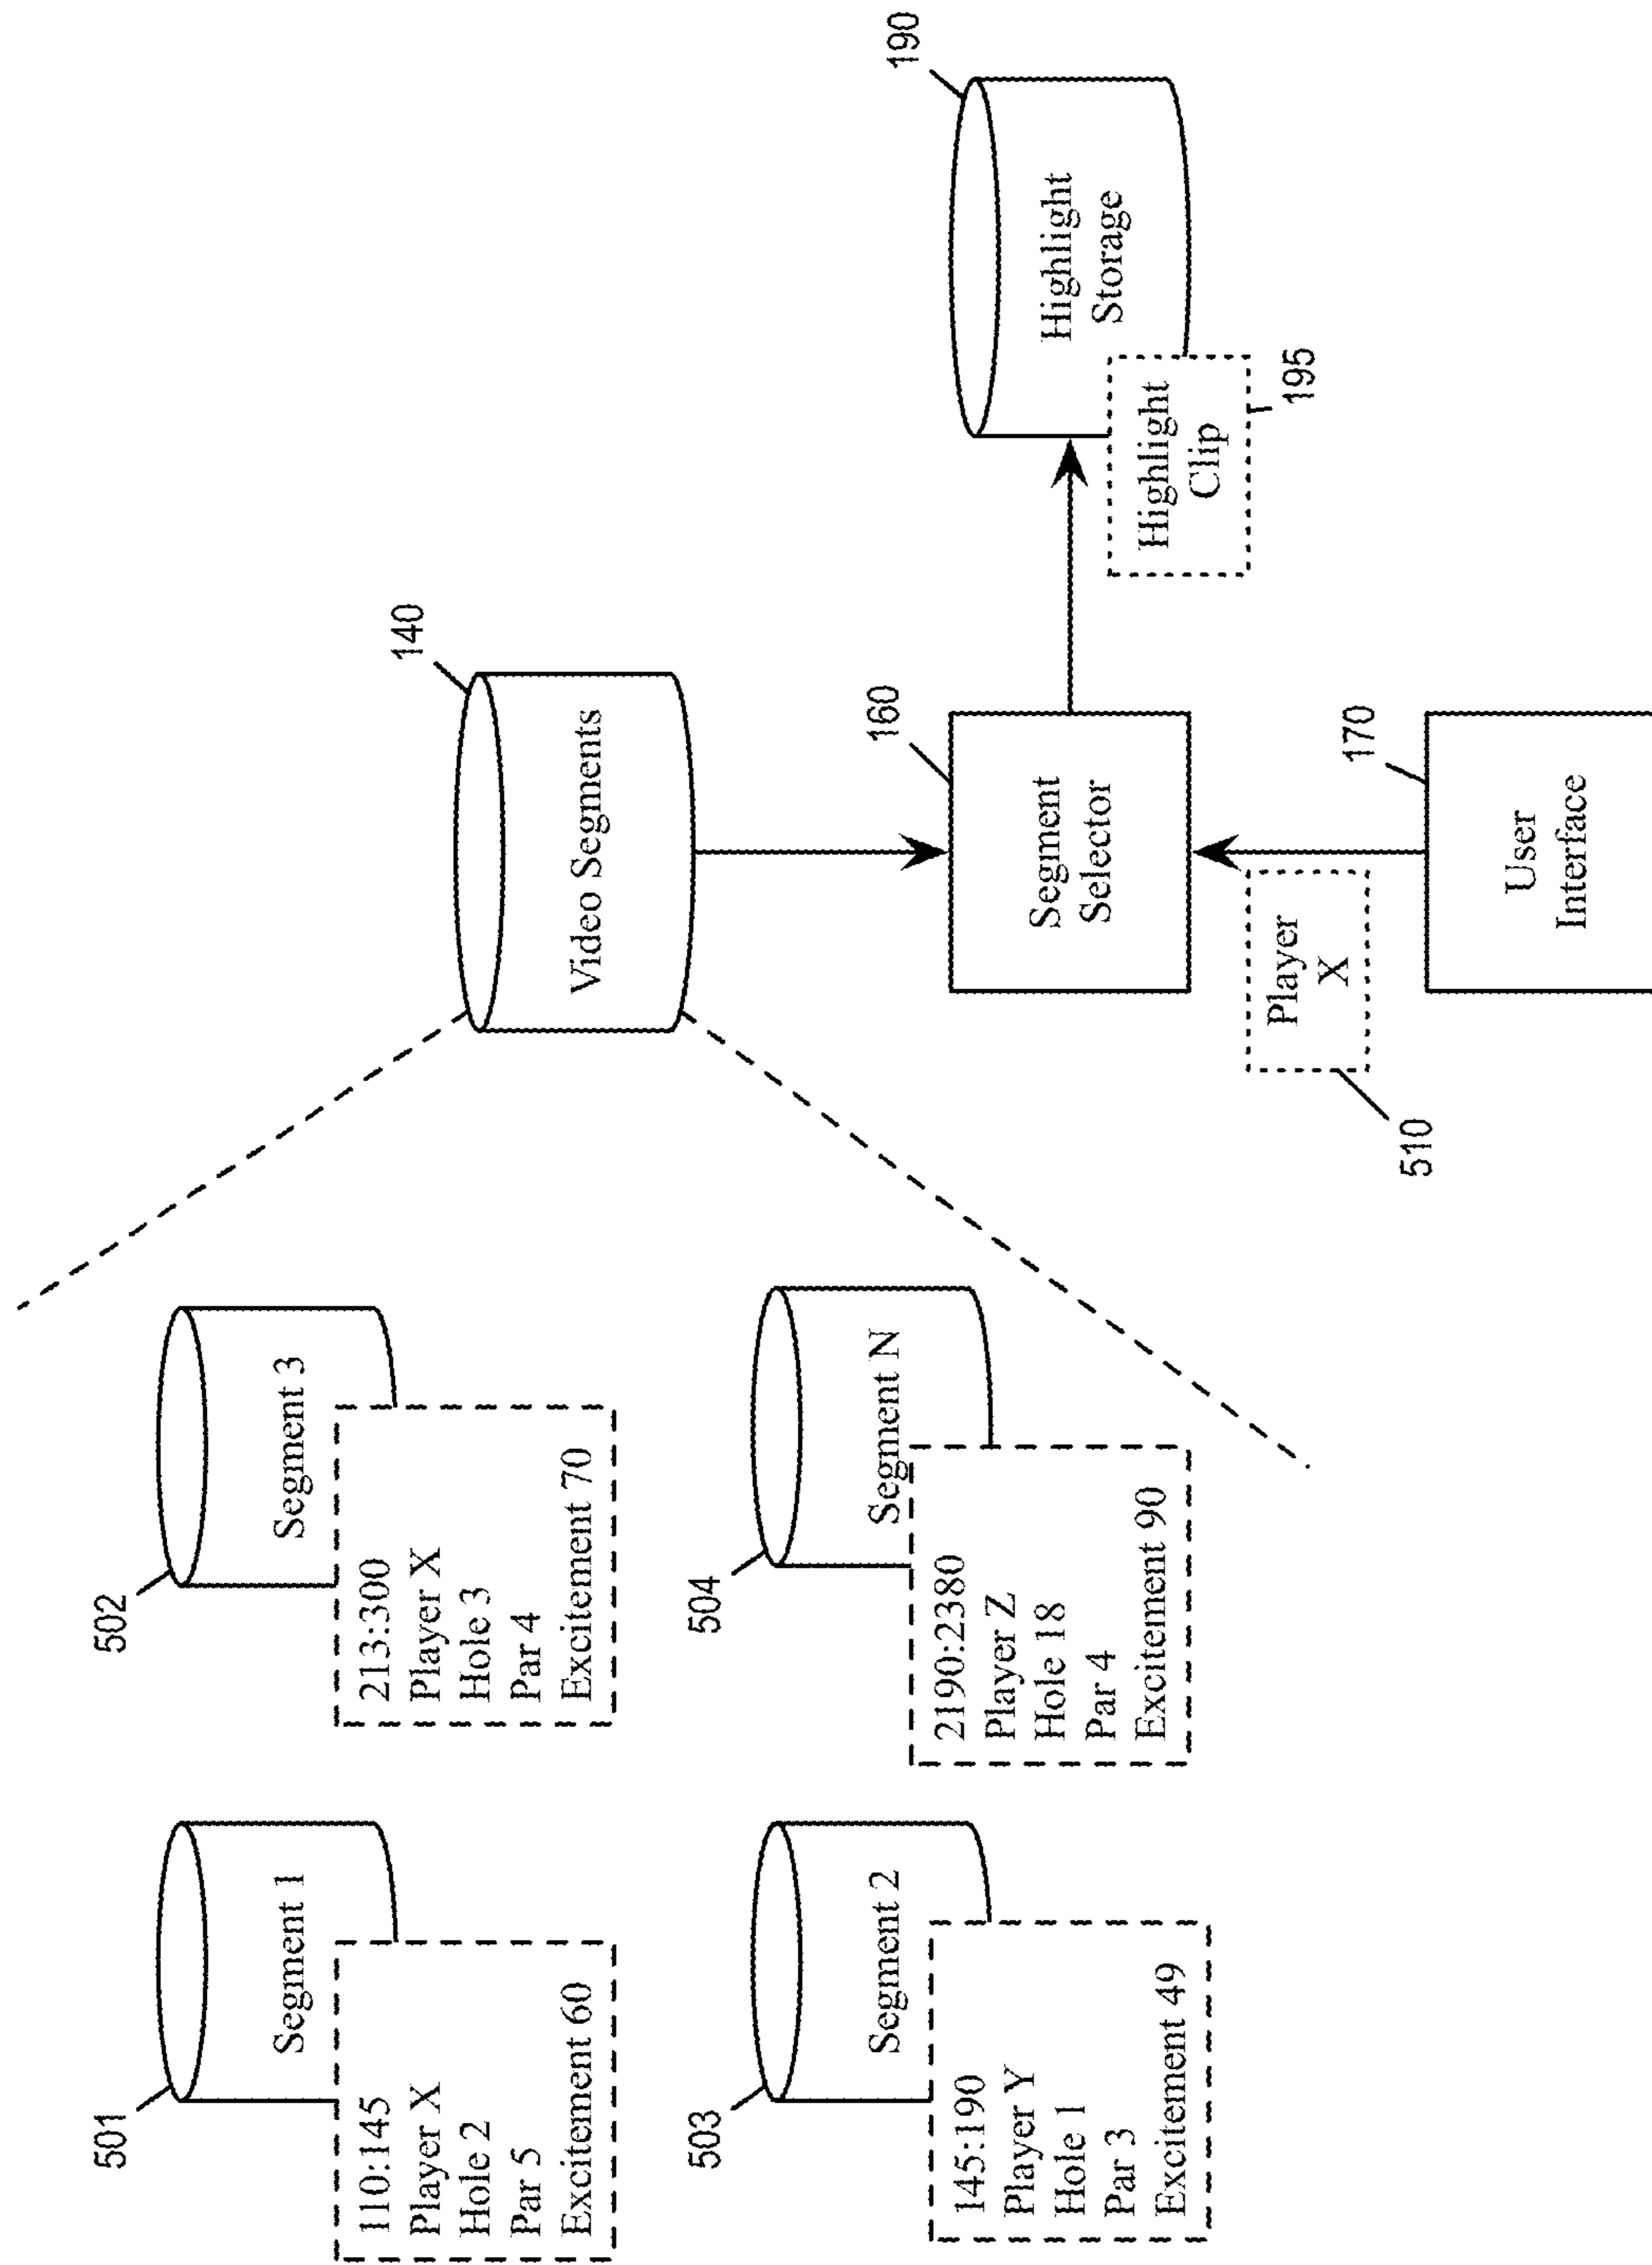 501
Segment 1
110:145
Player X
Hole 2
Par 5
Excitement 60
502
Segment 3
213:300
Player X
Hole 3
Par 4
Excitement 70
503
Segment 2
145:190
Player Y
Hole 1
Par 3
Excitement 49
504
Segment N
2190:2380
Player Z
Hole 18
Par 4
Excitement 90
140
Video Segments
160
Segment
Selector
510
Player
X
170
User
Interface
190
Highlight
Storage
Highlight
Clip
195